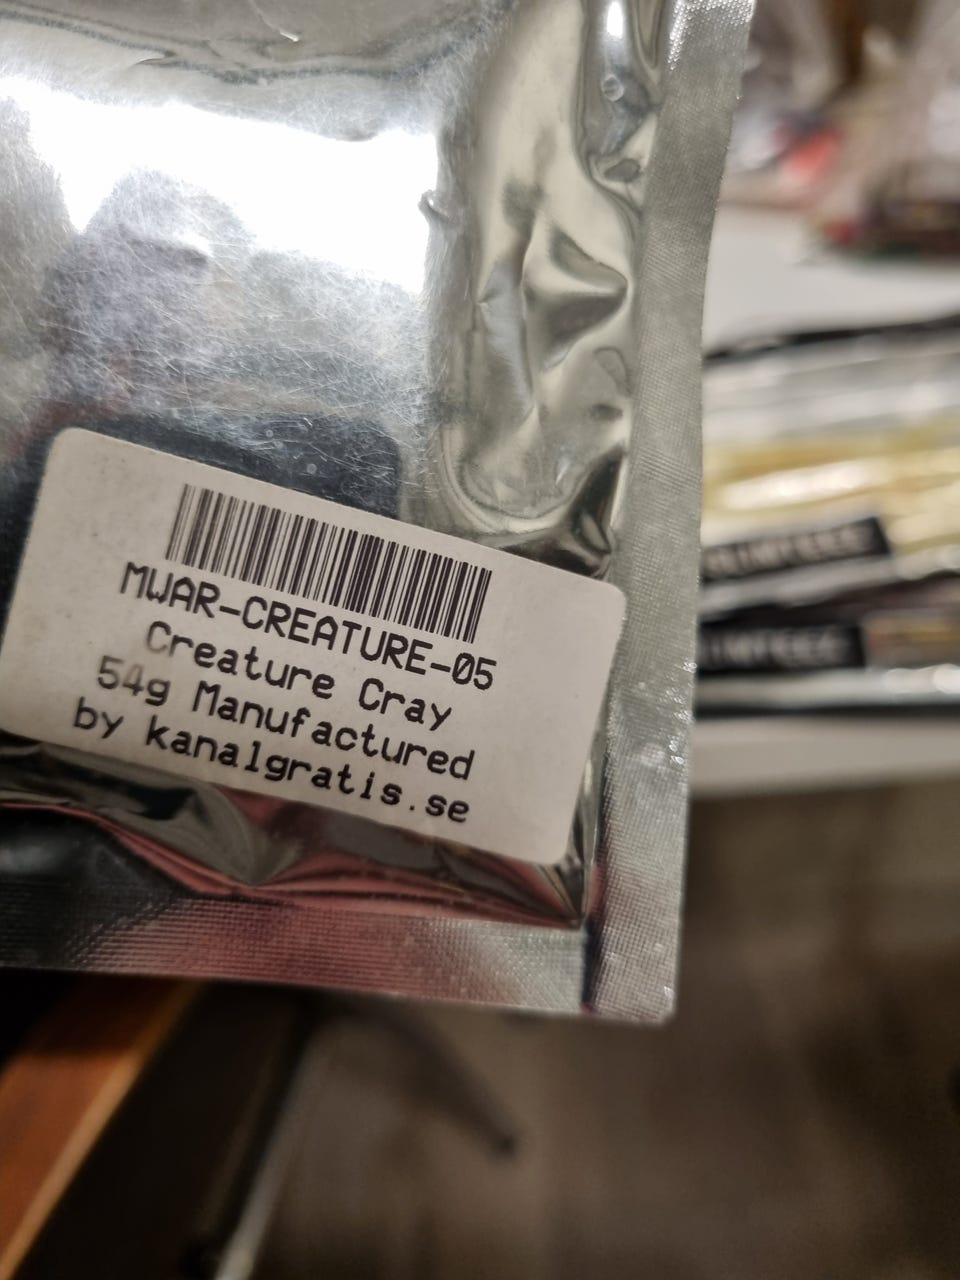 MWAR-CREATURE-05
Creature Cray
54g Manufactured
by kanalgratis.se